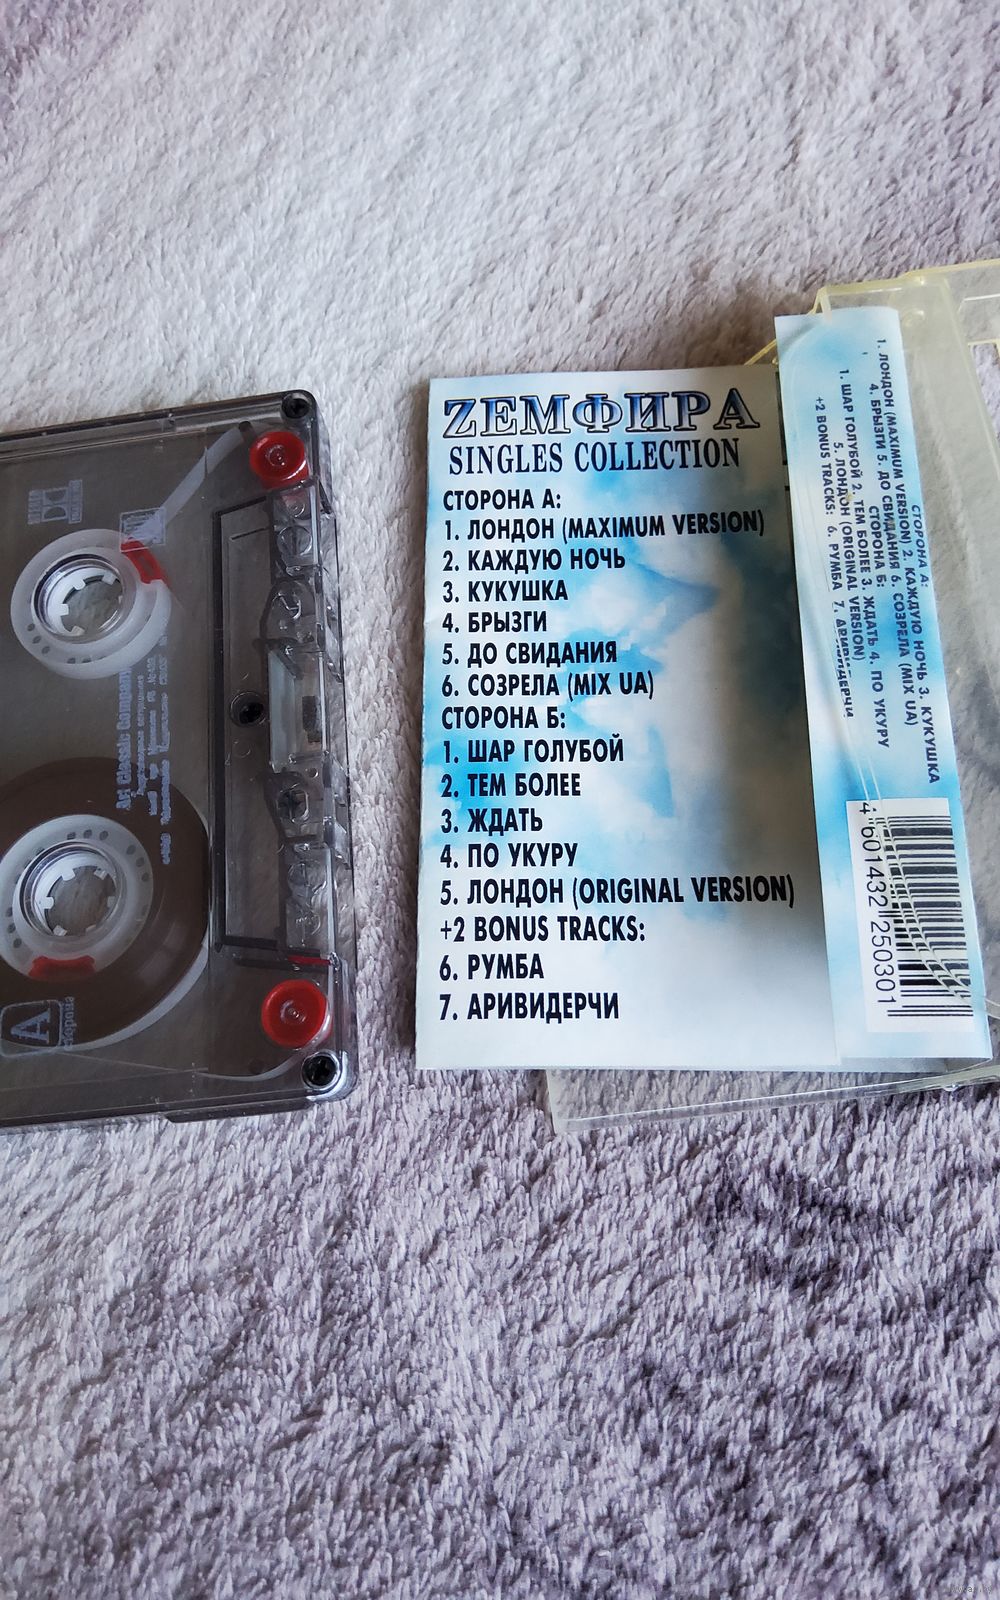 ZЕМФИРА
SINGLES COLLECTION
СТОРОНА А:
1. ЛОНДОН (MAXIMUM VERSION)
2. КАЖДУЮ НОЧЬ
3. КУКУШКА
4. БРЫЗГИ
5. ДО СВИДАНИЯ
6. СОЗРЕЛА (MIX UA)
СТОРОНА Б:
1. ШАР ГОЛУБОЙ
2. ТЕМ БОЛЕЕ
3. ЖДАТЬ
4. ПО УКУРУ
5. ЛОНДОН (ORIGINAL VERSION)
+2 BONUS TRACKS:
6. РУМБА
7. АРИВИДЕРЧИ
СТОРОНА А:
1. ЛОНДОН (MAXIMUM VERSION) 2. КАЖДУЮ НОЧЬ 3. КУКУШКА
4. БРЫЗГИ 5. ДО СВИДАНИЯ 6. СОЗРЕЛА (MIX UA)
СТОРОНА Б:
1. ШАР ГОЛУБОЙ 2. ТЕМ БОЛЕЕ 3. ЖДАТЬ 4. ПО УКУРУ
5. ЛОНДОН (ORIGINAL VERSION)
+2 BONUS TRACKS: 6. РУМБА 7. АРИВИДЕРЧИ
4 601432 250301
Art Classic Company
А
сторона